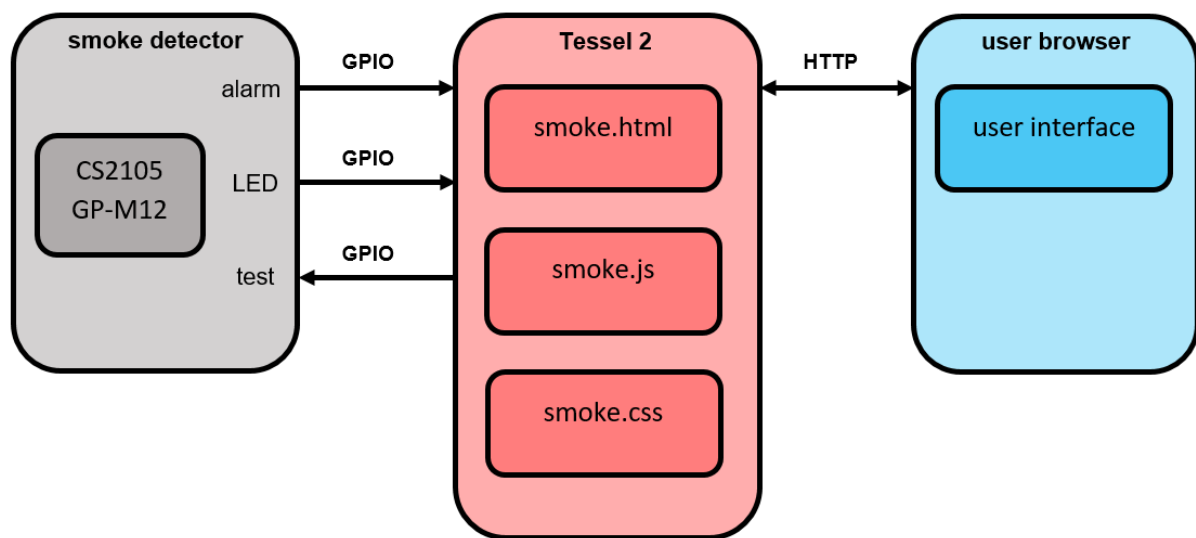 smoke detector
alarm
CS2105
GP-M12
LED
test
GPIO
GPIO
GPIO
Tessel 2
smoke.html
smoke.js
smoke.css
HTTP
user browser
user interface